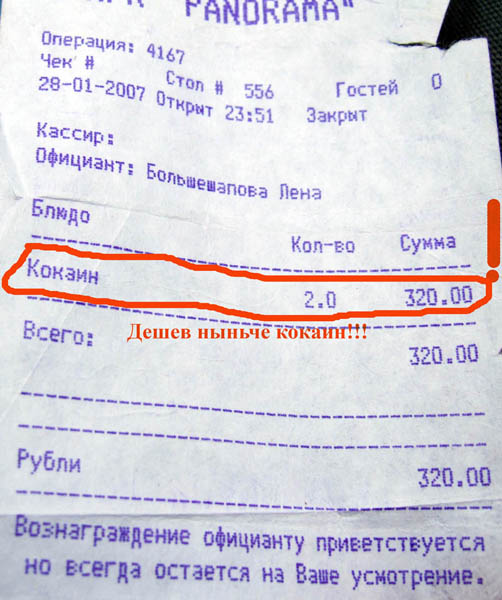 PANORAMA"
Операция: 4167
Чек #
Стол # 556 Гостей 0
28-01-2007 Открыт 23:51 Закрыт
Кассир:
Официант: Большешапова Лена
Блюдо Кол-во Сумма
Кокаин 2.0 320.00
Дешев ныньче кокаин!!!
Всего: 320.00
Рубли 320.00
Вознаграждение официанту приветствуется
но всегда остается на Ваше усмотрение.